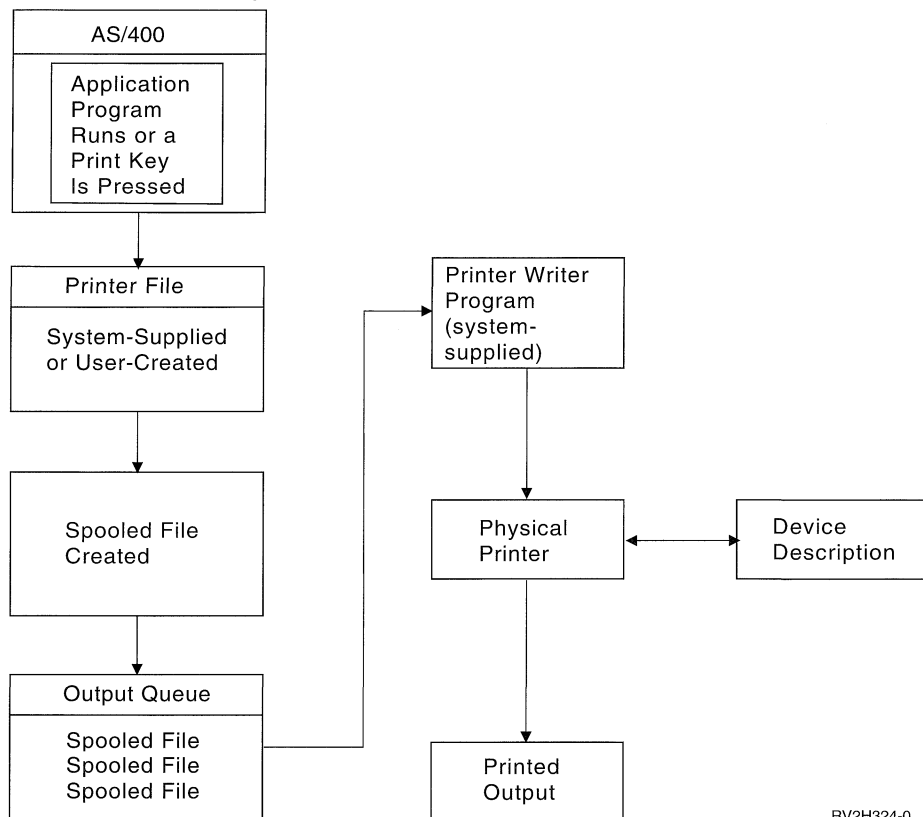 AS/400
Application
Program
Runs or a
Print Key
Is Pressed
Printer File
System-Supplied
or User-Created
Spooled File
Created
Output Queue
Spooled File
Spooled File
Spooled File
Printer Writer
Program
(system-
supplied)
Physical
Printer
Device
Description
Printed
Output
RV2H324-0